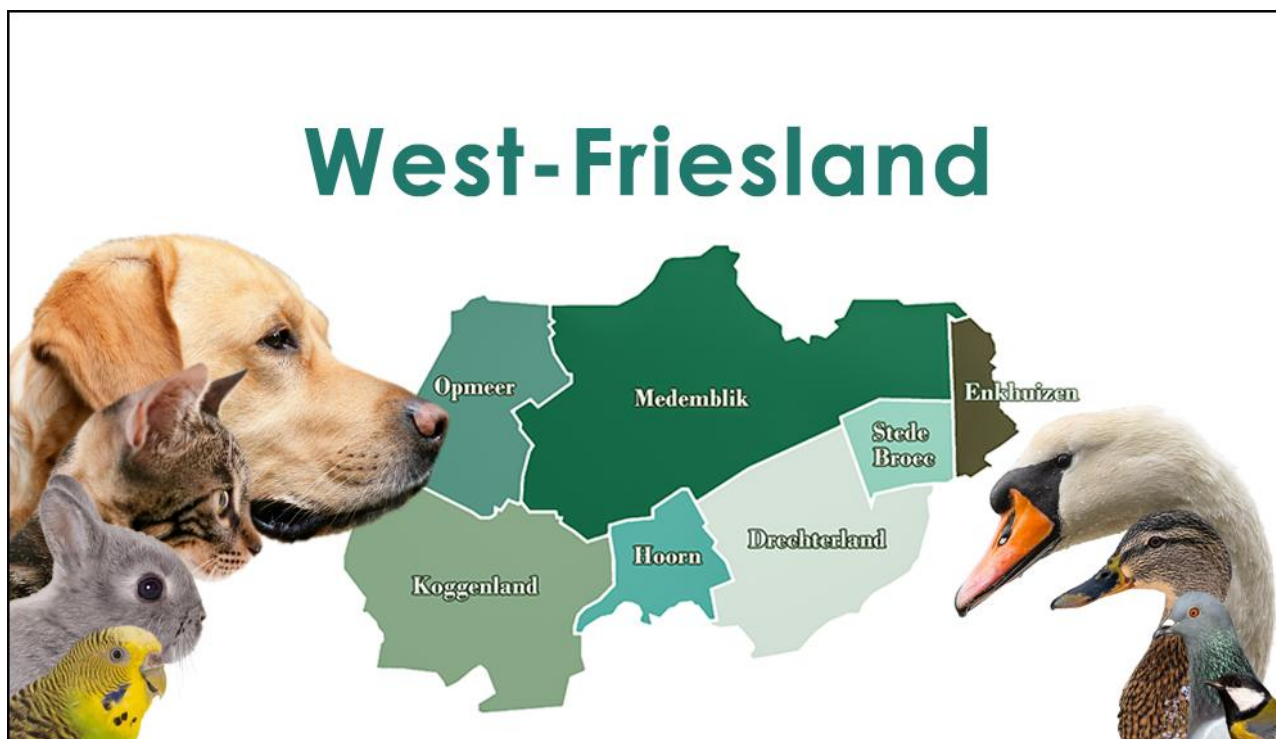 West-Friesland
Opmeer
Medemblik
Enkhuizen
Stede
Broec
Drechterland
Hoorn
Koggenland